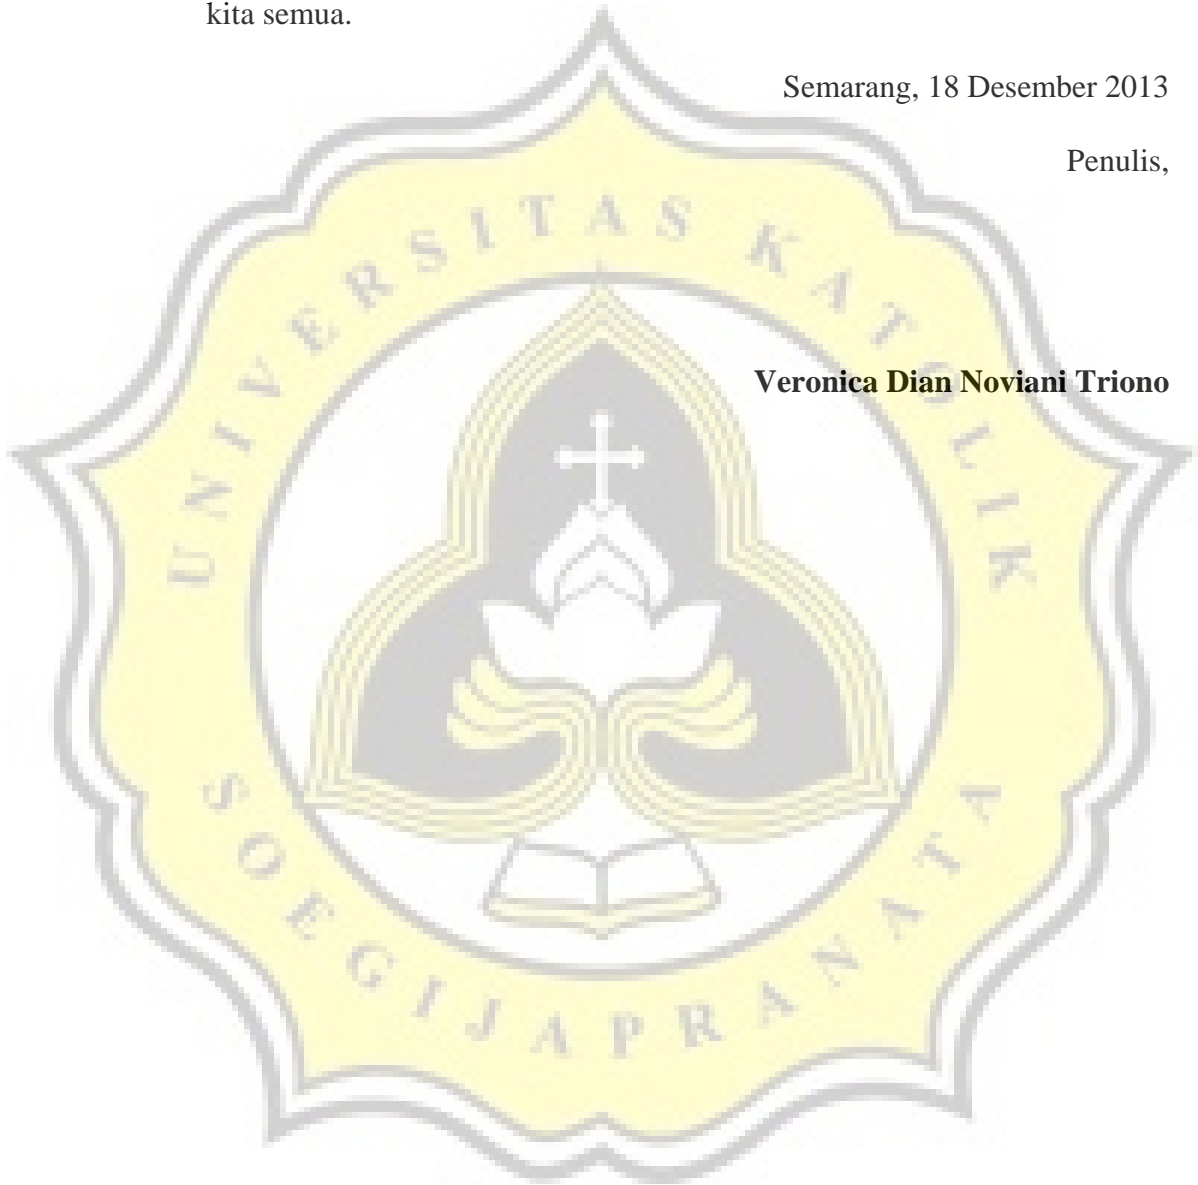 kita semua.
Semarang, 18 Desember 2013
Penulis,
Veronica Dian Noviani Triono
UNIVERSITAS KATOLIK
SOEGIJAPRANATA